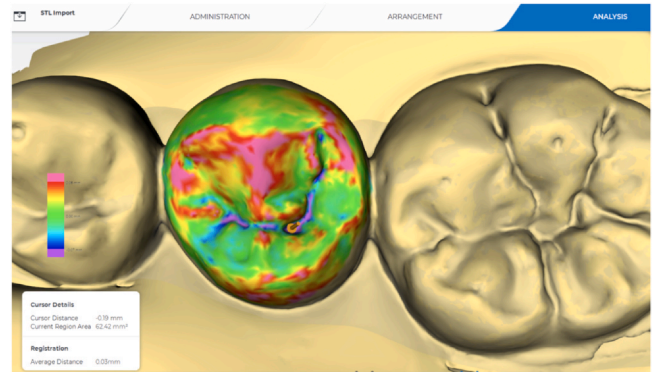 STL Import
ADMINISTRATION
ARRANGEMENT
ANALYSIS
Cursor Details
Cursor Distance -0.19 mm
Current Region Area 62.42 mm²
Registration
Average Distance 0.03mm